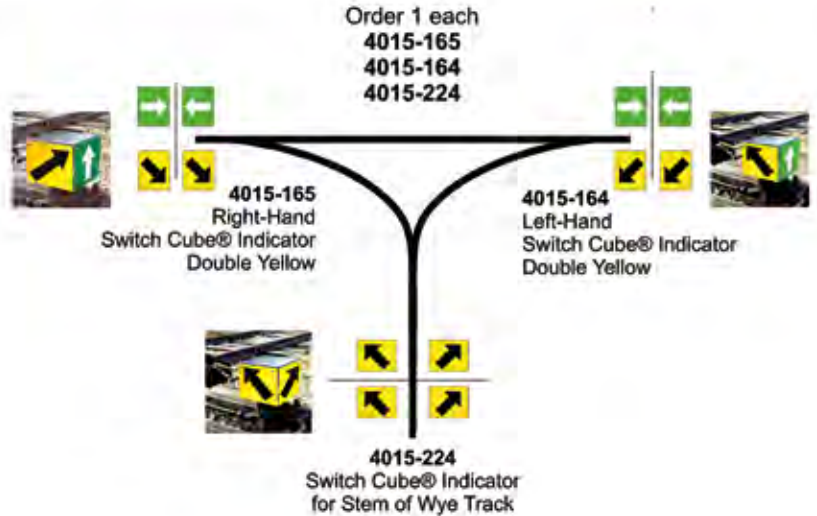 Order 1 each
4015-165
4015-164
4015-224
4015-165
Right-Hand
Switch Cube® Indicator
Double Yellow
4015-164
Left-Hand
Switch Cube® Indicator
Double Yellow
4015-224
Switch Cube® Indicator
for Stem of Wye Track